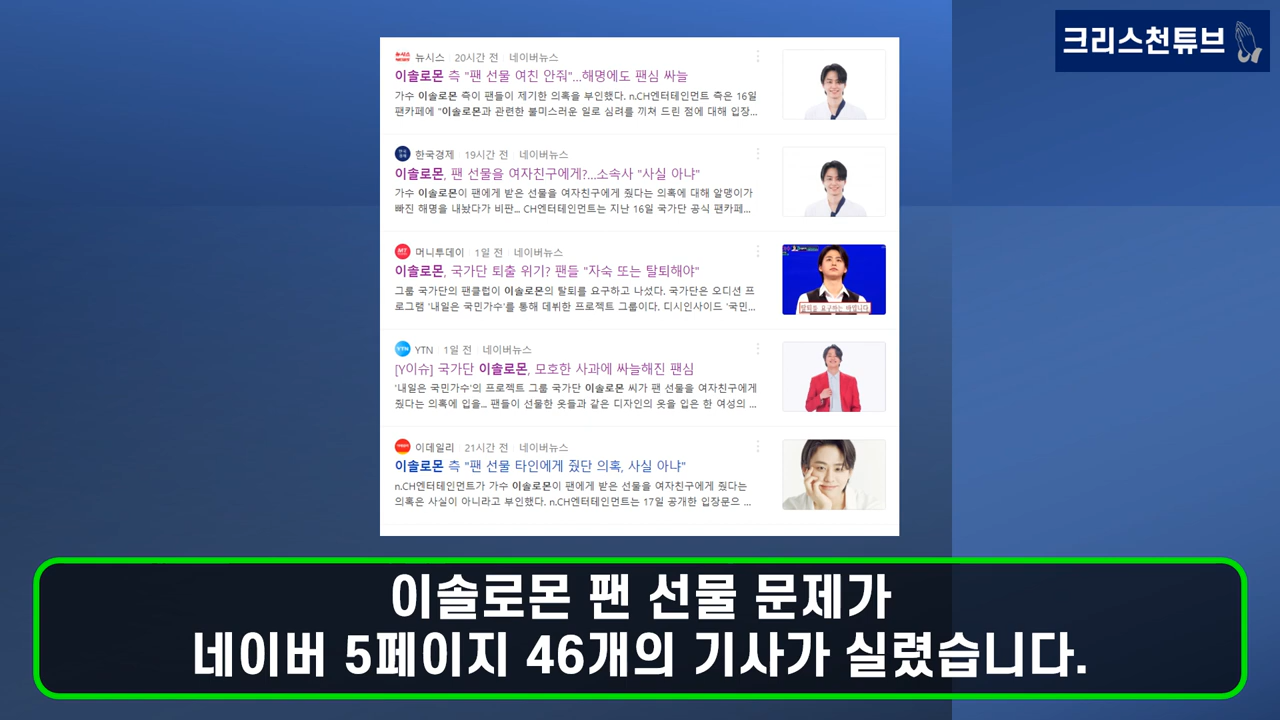 크리스천튜브
뉴시스 20시간 전 네이버뉴스
이솔로몬 측 "팬 선물 여친 안줘"...해명에도 팬심 싸늘
가수 이솔로몬 측이 팬들이 제기한 의혹을 부인했다. n.CH엔터테인먼트 측은 16일
팬카페에 "이솔로몬과 관련한 불미스러운 일로 심려를 끼쳐 드린 점에 대해 입장...
한국경제 19시간 전 네이버뉴스
이솔로몬, 팬 선물을 여자친구에게?...소속사 "사실 아냐"
가수 이솔로몬이 팬에게 받은 선물을 여자친구에게 줬다는 의혹에 대해 알맹이가
빠진 해명을 내놨다가 비판... CH엔터테인먼트는 지난 16일 국가단 공식 팬카페...
MT 머니투데이 1일 전 네이버뉴스
이솔로몬, 국가단 퇴출 위기? 팬들 "자숙 또는 탈퇴해야"
그룹 국가단의 팬클럽이 이솔로몬의 탈퇴를 요구하고 나섰다. 국가단은 오디션 프
로그램 '내일은 국민가수'를 통해 데뷔한 프로젝트 그룹이다. 디시인사이드 '국민...
탈퇴를 요구하는 바입니다
YTN YTN 1일 전 네이버뉴스
[Y이슈] 국가단 이솔로몬, 모호한 사과에 싸늘해진 팬심
'내일은 국민가수'의 프로젝트 그룹 국가단 이솔로몬 씨가 팬 선물을 여자친구에게
줬다는 의혹에 입을... 팬들이 선물한 옷들과 같은 디자인의 옷을 입은 한 여성의 ...
이데일리 21시간 전 네이버뉴스
이솔로몬 측 "팬 선물 타인에게 줬단 의혹, 사실 아냐"
n.CH엔터테인먼트가 가수 이솔로몬이 팬에게 받은 선물을 여자친구에게 줬다는
의혹은 사실이 아니라고 부인했다. n.CH엔터테인먼트는 17일 공개한 입장문으 ...
이솔로몬 팬 선물 문제가
네이버 5페이지 46개의 기사가 실렸습니다.